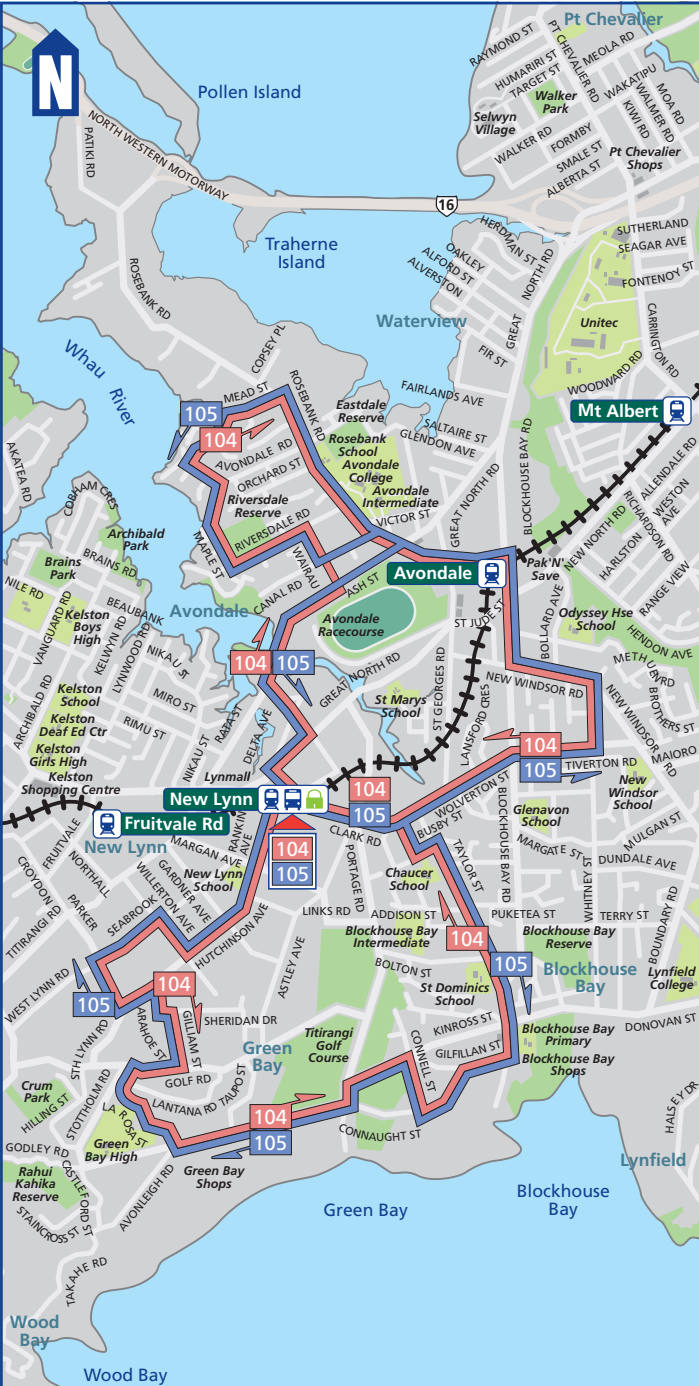 N
Pt Chevalier
RAYMOND ST
PT CHEVALIER RD
MEOLA RD
HUMARIRI ST
TARGET ST
WAKATIPU
MOA RD
WALMER RD
KIWI RD
Walker
Park
Selwyn
Village
WALKER RD
FORMBY
SMALE ST
ALBERTA ST
Pt Chevalier
Shops
Pollen Island
PATIKI RD
NORTH WESTERN MOTORWAY
16
Traherne
Island
HERDMAN ST
OAKLEY
ALFORD ST
ALVERSTON
GREAT NORTH RD
SUTHERLAND
SEAGAR AVE
FONTENOY ST
Unitec
CARRINGTON RD
WOODWARD RD
Waterview
FIR ST
ROSEBANK RD
COPSEY PL
Whau River
MEAD ST
ROSEBANK RD
FAIRLANDS AVE
Eastdale
Reserve
SALTAIRE ST
GLENDON AVE
Mt Albert
105
104
AVONDALE RD
ORCHARD ST
Rosebank
School
Avondale
College
Avondale
Intermediate
VICTOR ST
GREAT NORTH RD
BLOCKHOUSE BAY RD
ALLENDALE RD
WESTON AVE
RICHARDSON RD
HARLSTON
NEW NORTH RD
RANGE VIEW
AKATEA RD
COBHAM CRES
Archibald
Park
Riversdale
Reserve
RIVERSDALE RD
MAPLE ST
WAIRAU
CANAL RD
ASH ST
Avondale
Pak'N'
Save
Brains
Park
BRAINS RD
NILE RD
VANGUARD RD
Kelston
Boys
High
BEAUBANK
KELWYN RD
LYNWOOD RD
NIKAU ST
Avondale
Avondale
Racecourse
ST JUDE ST
BOLLARD AVE
Odyssey Hse
School
HENDON AVE
METHUEN RD
BROTHERS ST
104
105
GREAT NORTH RD
ST GEORGES RD
St Marys
School
LANSFORD CRES
NEW WINDSOR RD
NEW WINDSOR RD
MAIORO
ARCHIBALD RD
Kelston
School
Kelston
Deaf Ed Ctr
Kelston
Girls High
Kelston
Shopping Centre
MIRO ST
RIMU ST
NIKAU ST
RATA ST
DELTA AVE
Lynmall
New Lynn
Fruitvale Rd
104
105
TIVERTON RD
New
Windsor
School
104
105
WOLVERTON ST
BUSBY ST
CLARK RD
BLOCKHOUSE BAY RD
Glenavon
School
MARGATE ST
MULGAN ST
DUNDALE AVE
WHITNEY ST
New Lynn
FRUITVALE
CROYDON
NORTHALL
PARKER
TITIRANGI RD
SEABROOK
MARGAN AVE
RANKIN AVE
GARDNER AVE
WILLERTON AVE
New Lynn
School
HUTCHINSON AVE
104
105
PORTAGE RD
LINKS RD
ASTLEY AVE
Chaucer
School
TAYLOR ST
ADDISON ST
PUKETEA ST
TERRY ST
BOUNDARY RD
Blockhouse Bay
Intermediate
Blockhouse Bay
Reserve
BOLTON ST
104
105
Blockhouse
Bay
Lynfield
College
St Dominics
School
WEST LYNN RD
105
104
SHERIDAN DR
STH LYNN RD
ARAHOE ST
GILLIAM ST
Green
Bay
Titirangi
Golf
Course
KINROSS ST
CONNELL ST
GILFILLAN ST
DONOVAN ST
Blockhouse Bay
Primary
Blockhouse Bay
Shops
Crum
Park
HILLING ST
STOTTHOLM RD
GOLF RD
LANTANA RD
TAUPO ST
LA ROSA ST
104
105
CONNAUGHT ST
HALSEY DR
GODLEY RD
Green
Bay High
Rahui
Kahika
Reserve
CASTLEFORD ST
AVONLEIGH RD
Green Bay
Shops
Lynfield
STAINCROSS ST
Green Bay
Blockhouse
Bay
TAKAHE RD
Wood
Bay
Wood Bay